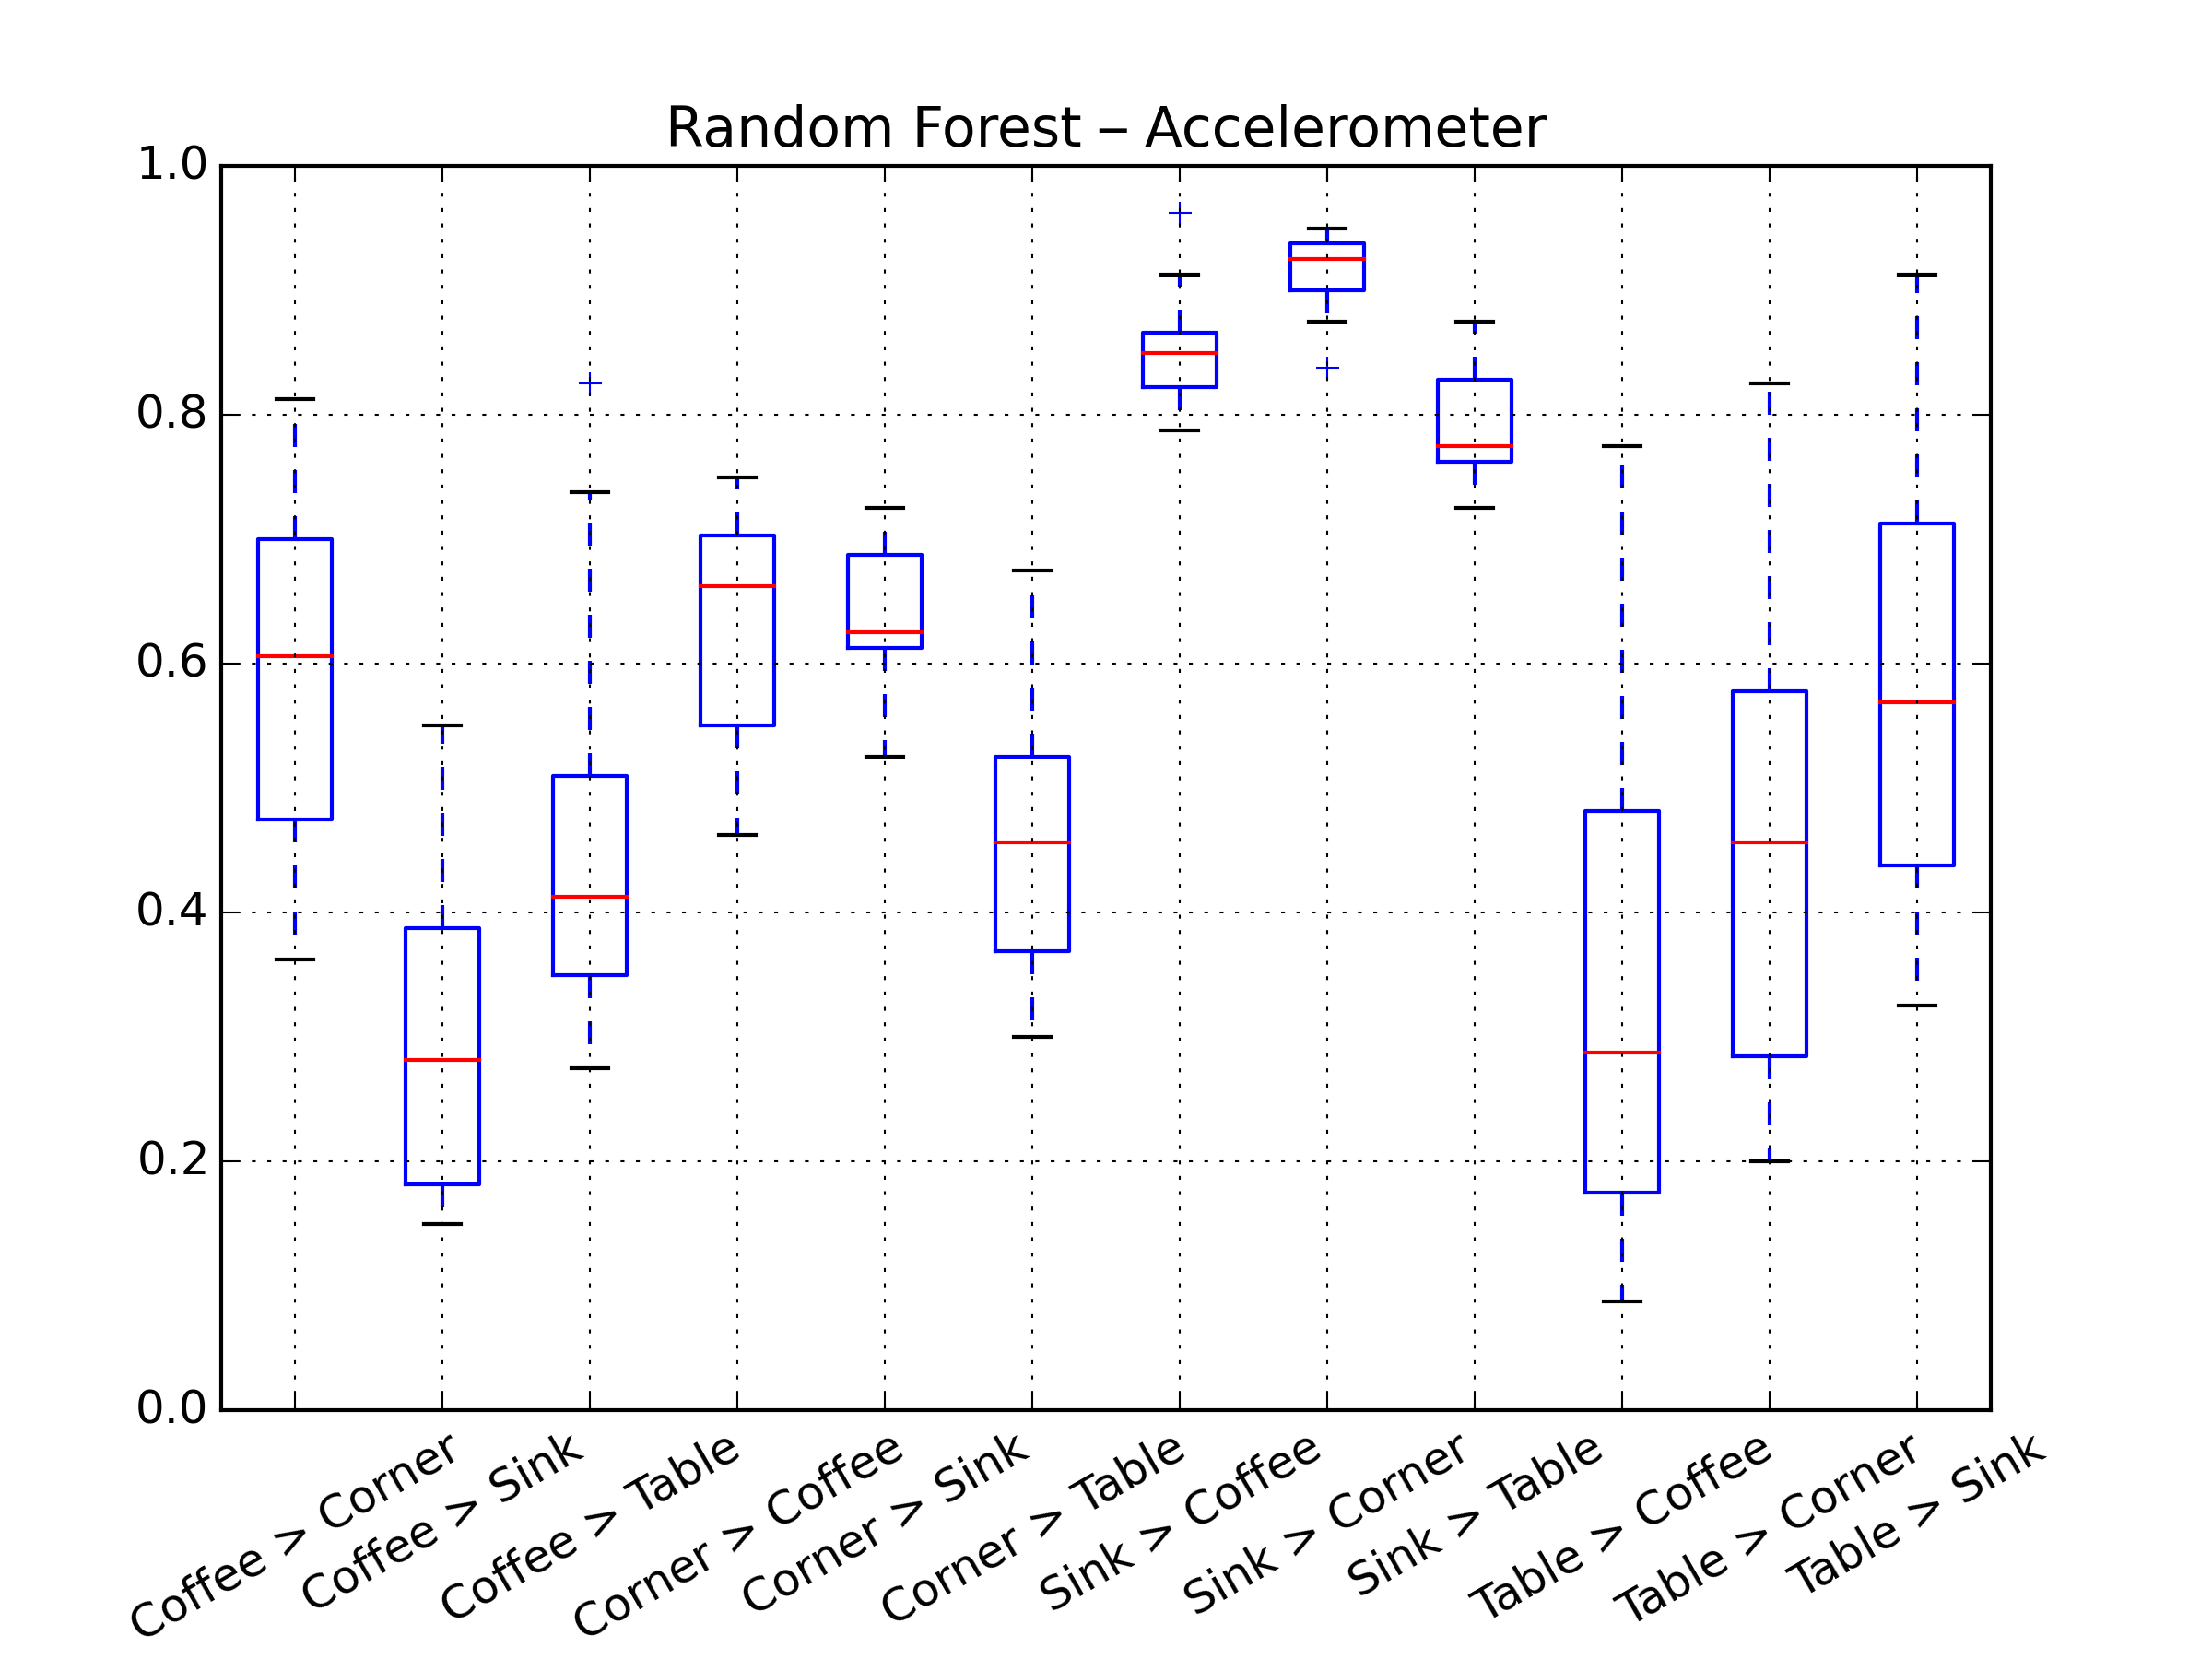 Random Forest – Accelerometer
1.0
0.8
0.6
0.4
0.2
0.0
Coffee > Corner
Coffee > Sink
Coffee > Table
Corner > Coffee
Corner > Sink
Corner > Table
Sink > Coffee
Sink > Corner
Sink > Table
Table > Coffee
Table > Corner
Table > Sink